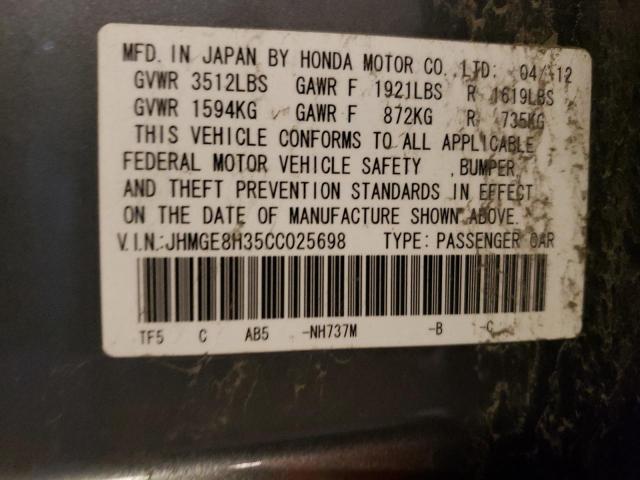 MFD. IN JAPAN BY HONDA MOTOR CO., LTD. 04/12
GVWR 3512LBS GAWR F 1921LBS R 1619LBS
GVWR 1594KG GAWR F 872KG R 735KG
THIS VEHICLE CONFORMS TO ALL APPLICABLE
FEDERAL MOTOR VEHICLE SAFETY , BUMPER,
AND THEFT PREVENTION STANDARDS IN EFFECT
ON THE DATE OF MANUFACTURE SHOWN ABOVE.
V.I.N.:JHMGE8H35CC025698 TYPE: PASSENGER CAR
TF5 C AB5 -NH737M -B -C